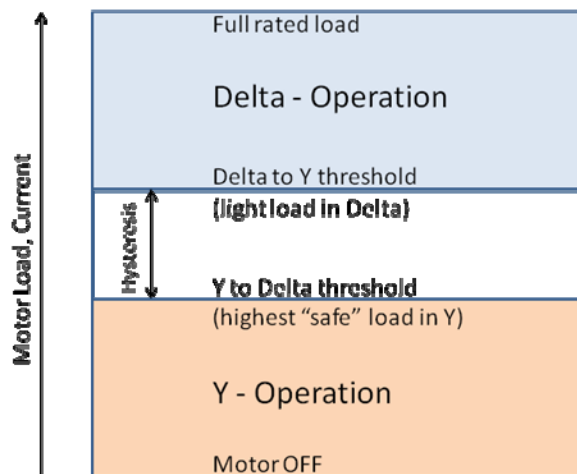 Full rated load
Delta - Operation
Delta to Y threshold
(light load in Delta)
Y to Delta threshold
(highest “safe” load in Y)
Y - Operation
Motor OFF
Hysteresis
Motor Load, Current